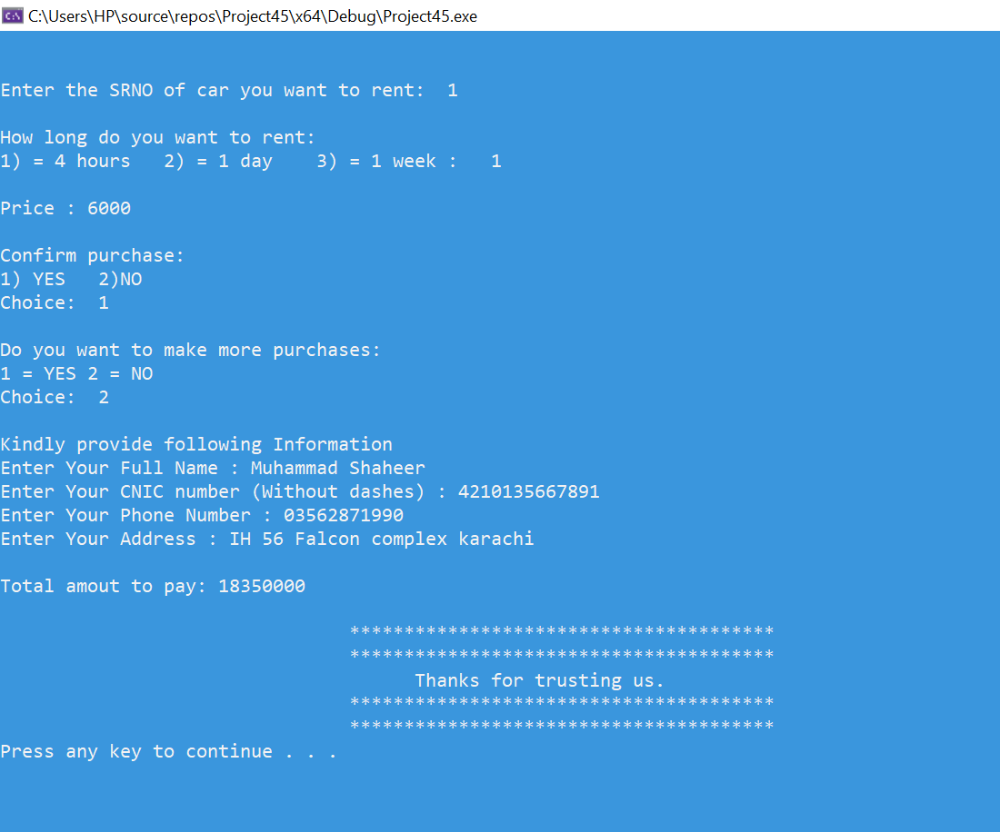 C:\Users\HP\source\repos\Project45\x64\Debug\Project45.exe
Enter the SRNO of car you want to rent:  1
How long do you want to rent:
1) = 4 hours   2) = 1 day    3) = 1 week :   1
Price : 6000
Confirm purchase:
1) YES   2)NO
Choice:  1
Do you want to make more purchases:
1 = YES 2 = NO
Choice:  2
Kindly provide following Information
Enter Your Full Name : Muhammad Shaheer
Enter Your CNIC number (Without dashes) : 4210135667891
Enter Your Phone Number : 03562871990
Enter Your Address : IH 56 Falcon complex karachi
Total amout to pay: 18350000
***************************************
***************************************
Thanks for trusting us.
***************************************
***************************************
Press any key to continue . . .